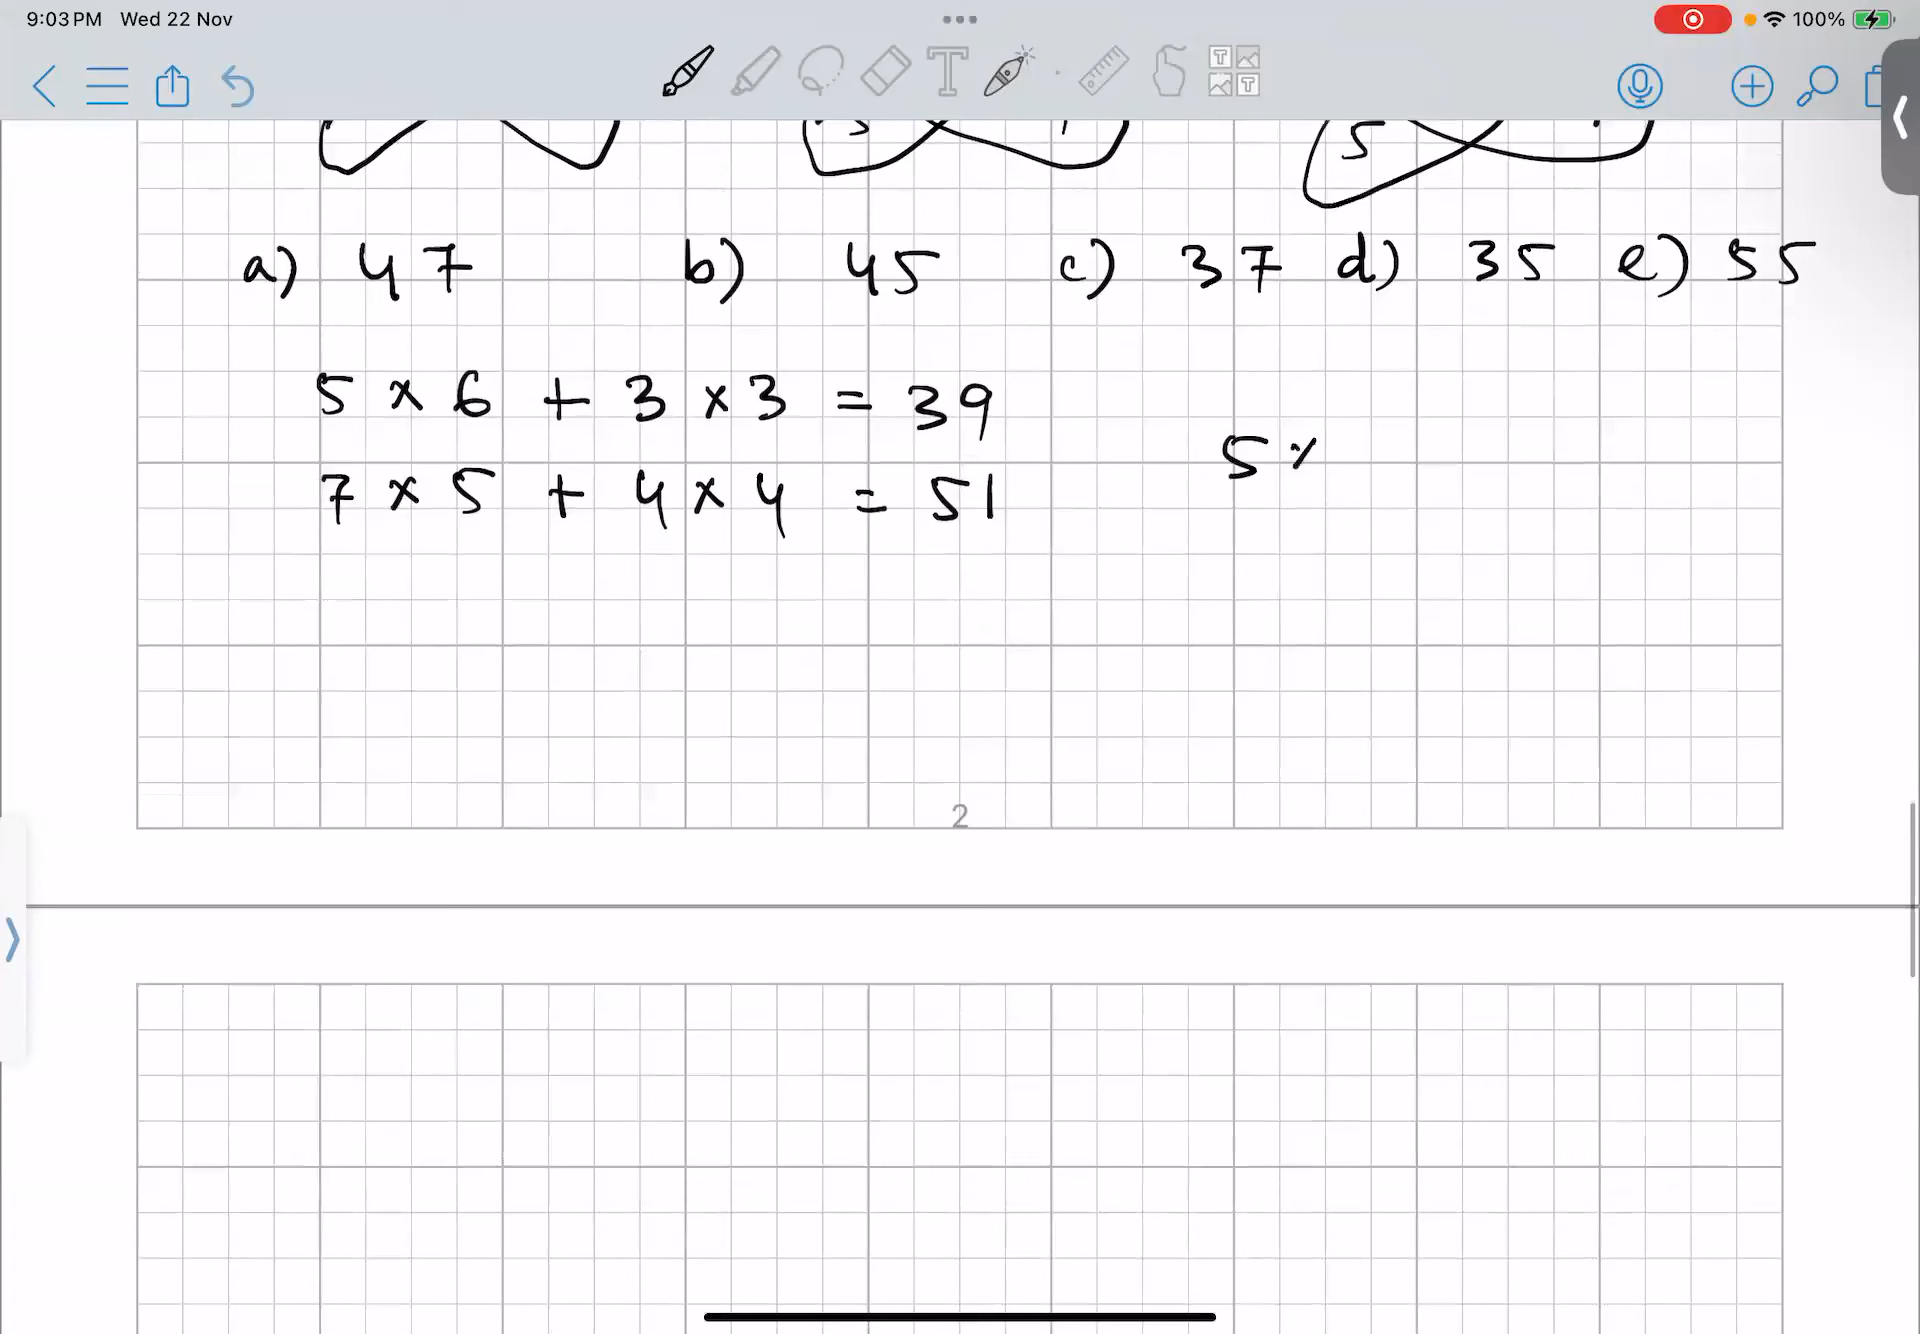 9:03 PM Wed 22 Nov 100%
5
a) 47 b) 45 c) 37 d) 35 e) 55
5 × 6 + 3 × 3 = 39
5 ×
7 × 5 + 4 × 4 = 51
2